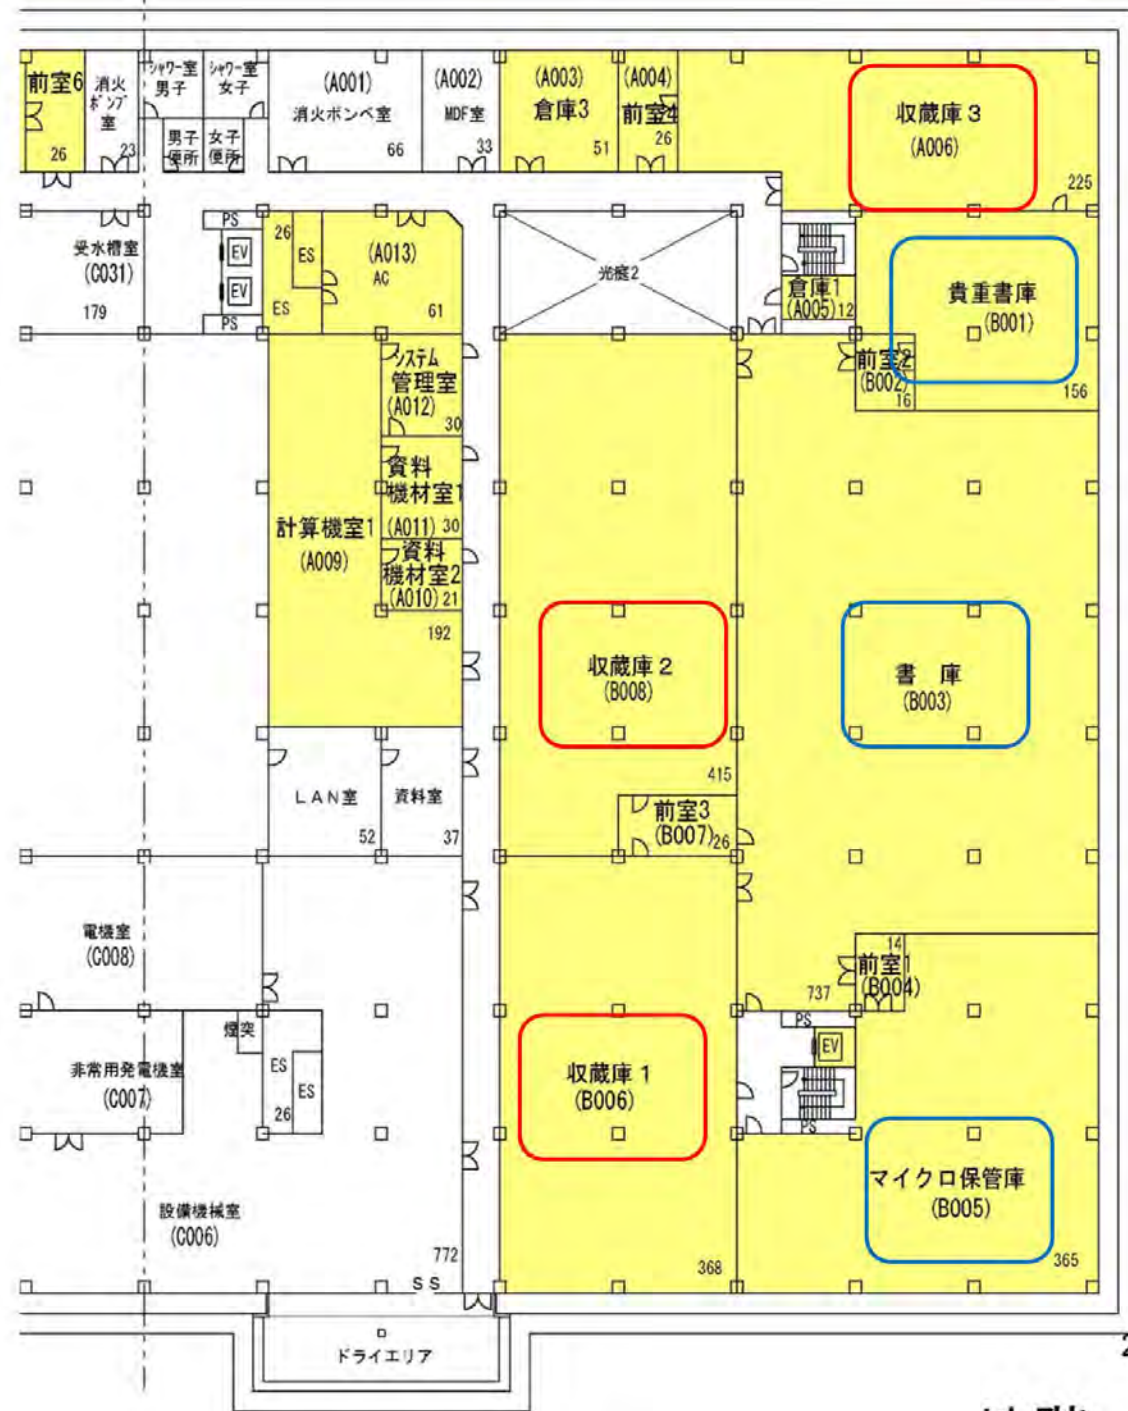 前室6
26
消火
ポンプ
室
23
シャワー室
男子
シャワー室
女子
男子
便所
女子
便所
(A001)
消火ボンベ室
66
(A002)
MDF室
33
(A003)
倉庫3
51
(A004)
前室4
26
収蔵庫3
(A006)
225
受水槽室
(C031)
179
PS
EV
EV
PS
26
ES
ES
(A013)
AC
61
光庭2
倉庫1
(A005)12
貴重書庫
(B001)
156
前室2
(B002)
16
システム
管理室
(A012)
30
資料
機材室1
(A011) 30
資料
機材室2
(A010) 21
計算機室1
(A009)
192
収蔵庫2
(B008)
415
書 庫
(B003)
737
前室3
(B007)26
LAN室
52
資料室
37
電機室
(C008)
14
前室1
(B004)
煙突
非常用発電機室
(C007)
ES
ES
26
収蔵庫1
(B006)
368
PS
EV
PS
マイクロ保管庫
(B005)
365
設備機械室
(C006)
772
SS
ドライエリア